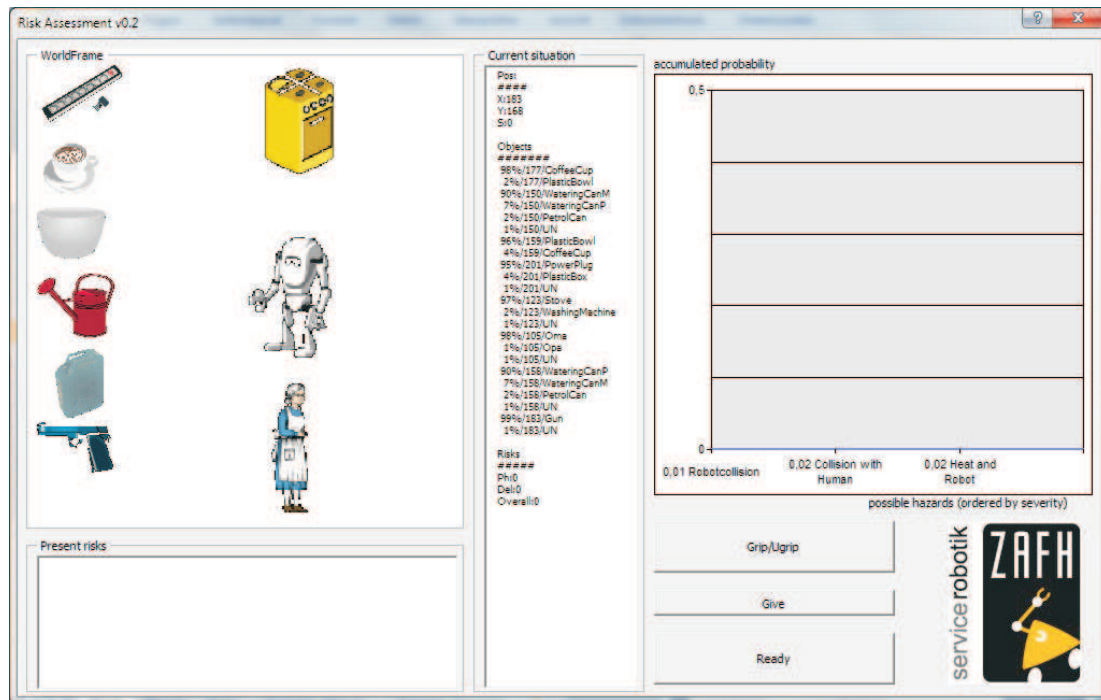 Risk Assessment v0.2
WorldFrame
Current situation
Pos:
####
X:183
Y:168
S:0
Objects
#######
98%/177/CoffeeCup
2%/177/PlasticBowl
90%/150/WateringCanM
7%/150/WateringCanP
2%/150/PetrolCan
1%/150/UN
96%/159/PlasticBowl
4%/159/CoffeeCup
95%/201/PowerPlug
4%/201/PlasticBox
1%/201/UN
97%/123/Stove
2%/123/WashingMachine
1%/123/UN
98%/105/Oma
1%/105/Opa
1%/105/UN
90%/158/WateringCanP
7%/158/WateringCanM
2%/158/PetrolCan
1%/158/UN
99%/183/Gun
1%/183/UN
Risks
#####
Ph:0
Del:0
Overall:0
accumulated probability
0,5
0
0,01 Robotcollision
0,02 Collision with
Human
0,02 Heat and
Robot
possible hazards (ordered by severity)
Present risks
Grip/Ugrip
Give
Ready
servicerobotik
ZAFH